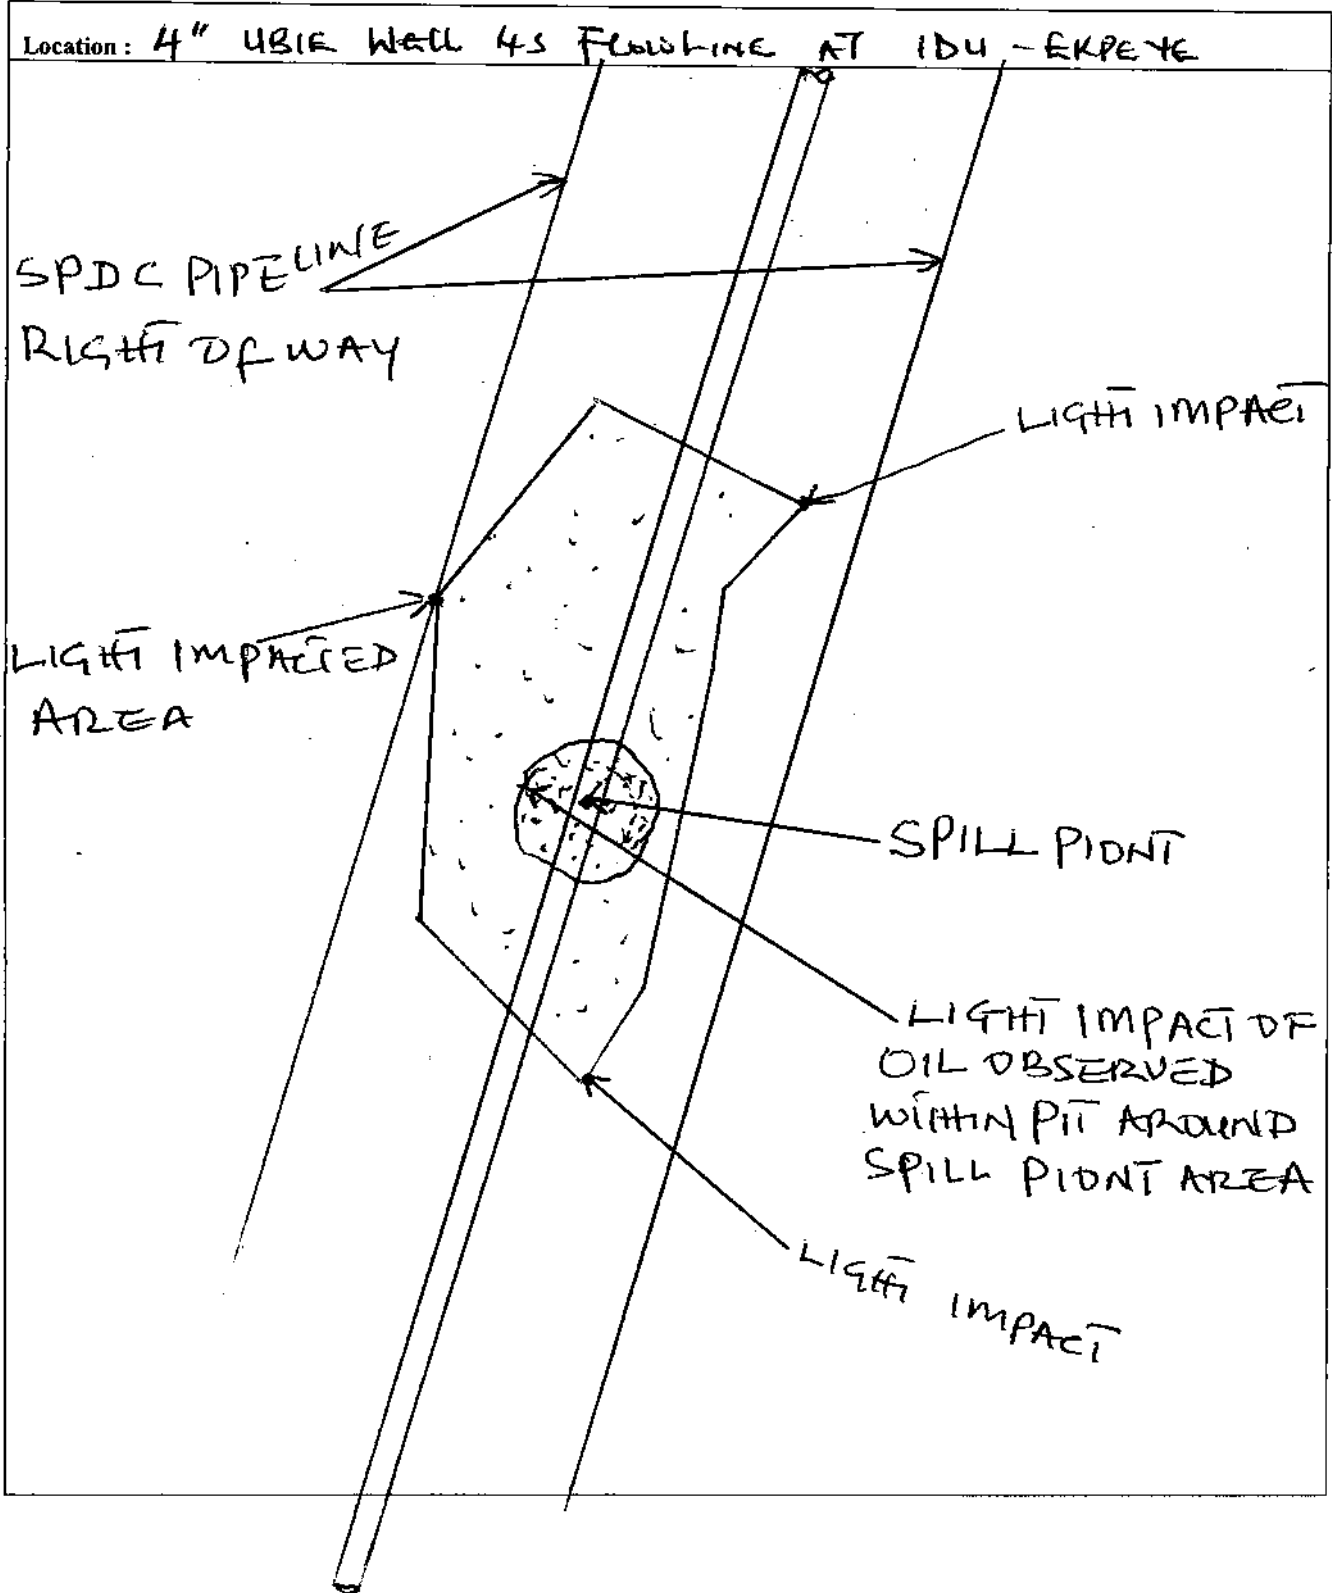 Location : 4" UBIE WELL 4S FLOWLINE AT IDU - EKPEYE
SPDC PIPELINE
RIGHT OF WAY
LIGHT IMPACT
LIGHT IMPACTED
AREA
SPILL PIONT
LIGHT IMPACT OF
OIL OBSERVED
WITHIN PIT AROUND
SPILL PIONT AREA
LIGHT IMPACT